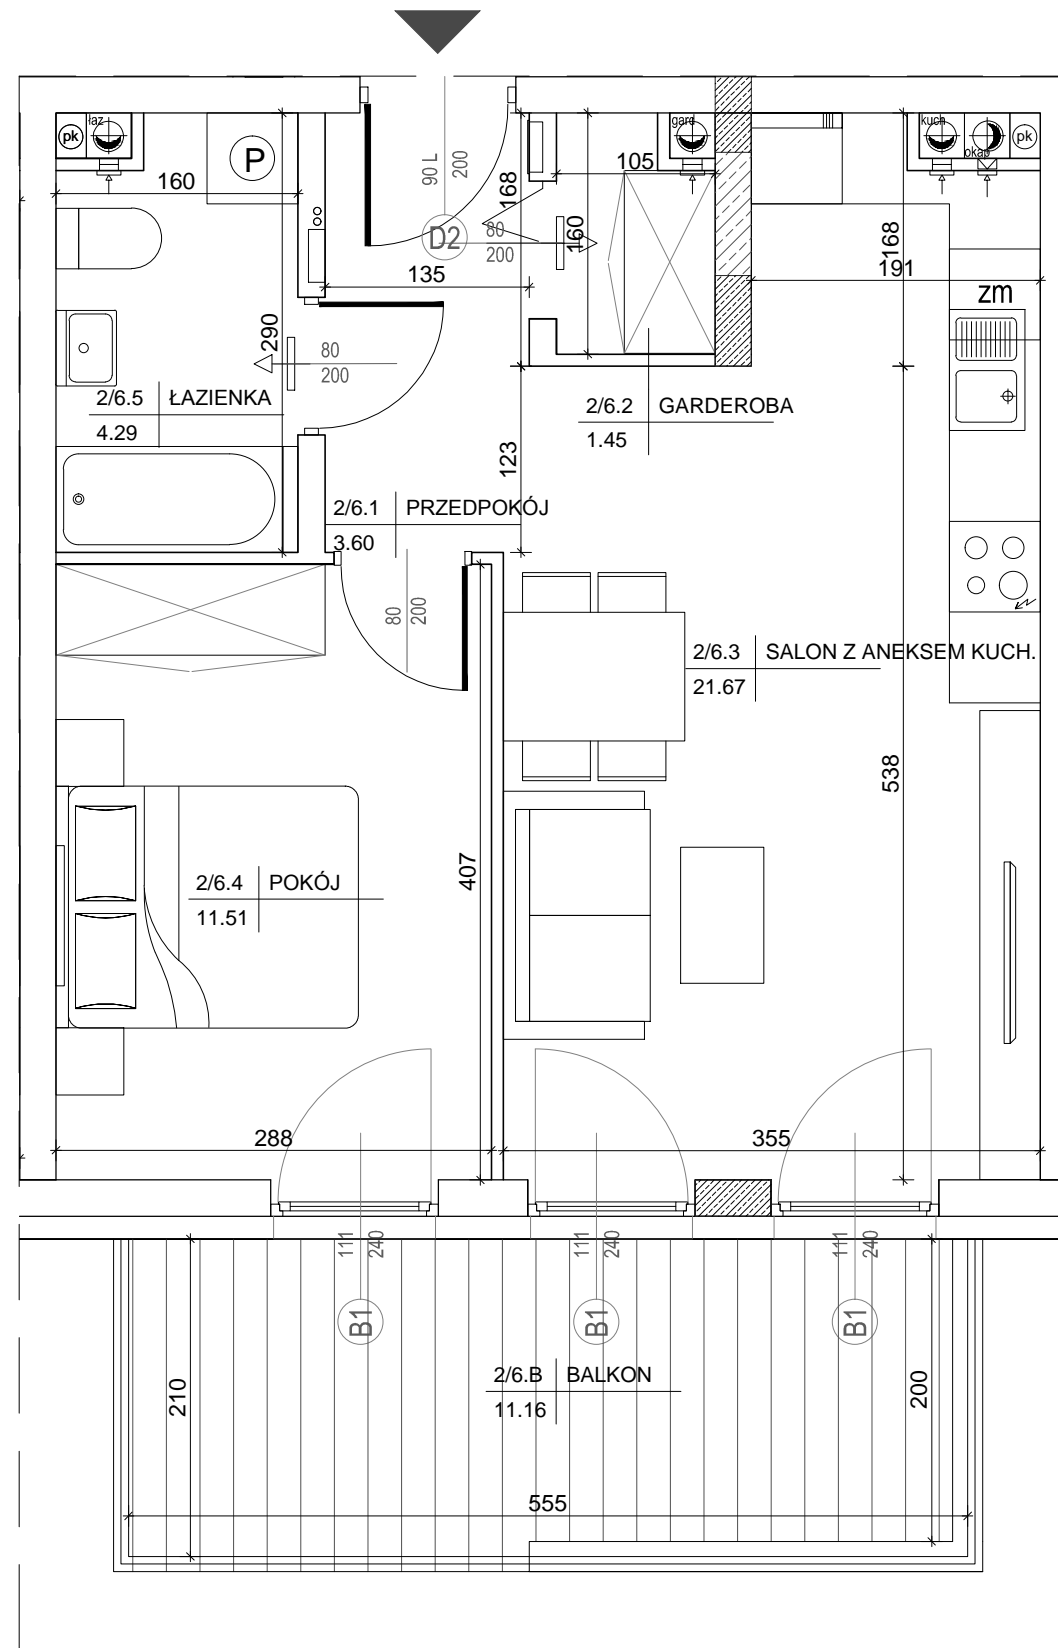 łaz
pk
P
160
90 L
200
D2
80
200
135
168
gard
105
160
kuch
okap
pk
168
191
zm
290
80
200
2/6.5 ŁAZIENKA
4.29
2/6.2 GARDEROBA
1.45
123
2/6.1 PRZEDPOKÓJ
3.60
80
200
2/6.3 SALON Z ANEKSEM KUCH.
21.67
538
407
2/6.4 POKÓJ
11.51
288
355
111
240
111
240
111
240
B1
B1
B1
2/6.B BALKON
11.16
210
200
555